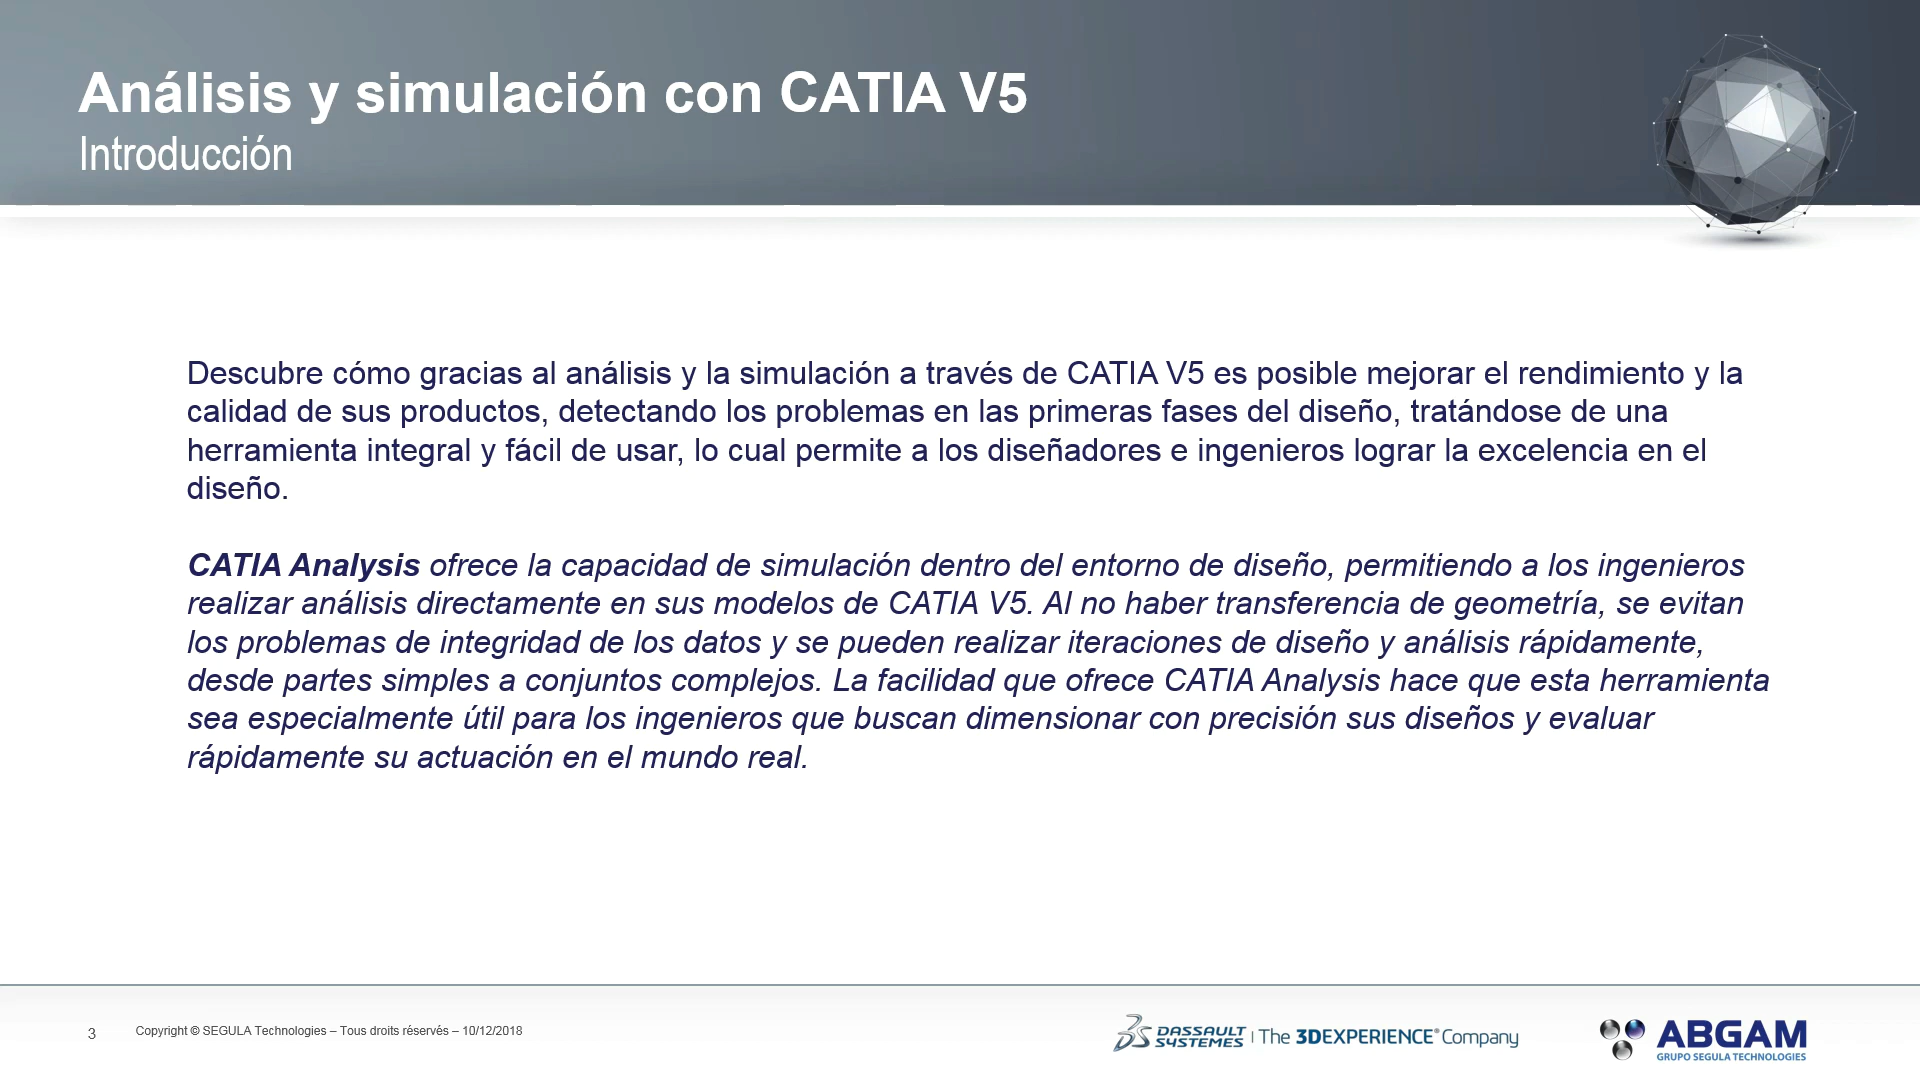 Análisis y simulación con CATIA V5
Introducción
Descubre cómo gracias al análisis y la simulación a través de CATIA V5 es posible mejorar el rendimiento y la
calidad de sus productos, detectando los problemas en las primeras fases del diseño, tratándose de una
herramienta integral y fácil de usar, lo cual permite a los diseñadores e ingenieros lograr la excelencia en el
diseño.
CATIA Analysis ofrece la capacidad de simulación dentro del entorno de diseño, permitiendo a los ingenieros
realizar análisis directamente en sus modelos de CATIA V5. Al no haber transferencia de geometría, se evitan
los problemas de integridad de los datos y se pueden realizar iteraciones de diseño y análisis rápidamente,
desde partes simples a conjuntos complejos. La facilidad que ofrece CATIA Analysis hace que esta herramienta
sea especialmente útil para los ingenieros que buscan dimensionar con precisión sus diseños y evaluar
rápidamente su actuación en el mundo real.
3
Copyright © SEGULA Technologies – Tous droits réservés – 10/12/2018
DASSAULT SYSTEMES | The 3DEXPERIENCE® Company
ABGAM
GRUPO SEGULA TECHNOLOGIES